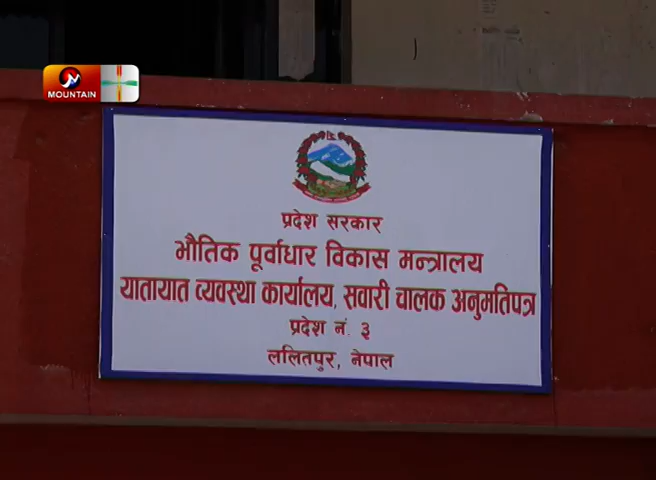 MOUNTAIN
प्रदेश सरकार
भौतिक पूर्वाधार विकास मन्त्रालय
यातायात व्यवस्था कार्यालय, सवारी चालक अनुमतिपत्र
प्रदेश नं. ३
ललितपुर, नेपाल